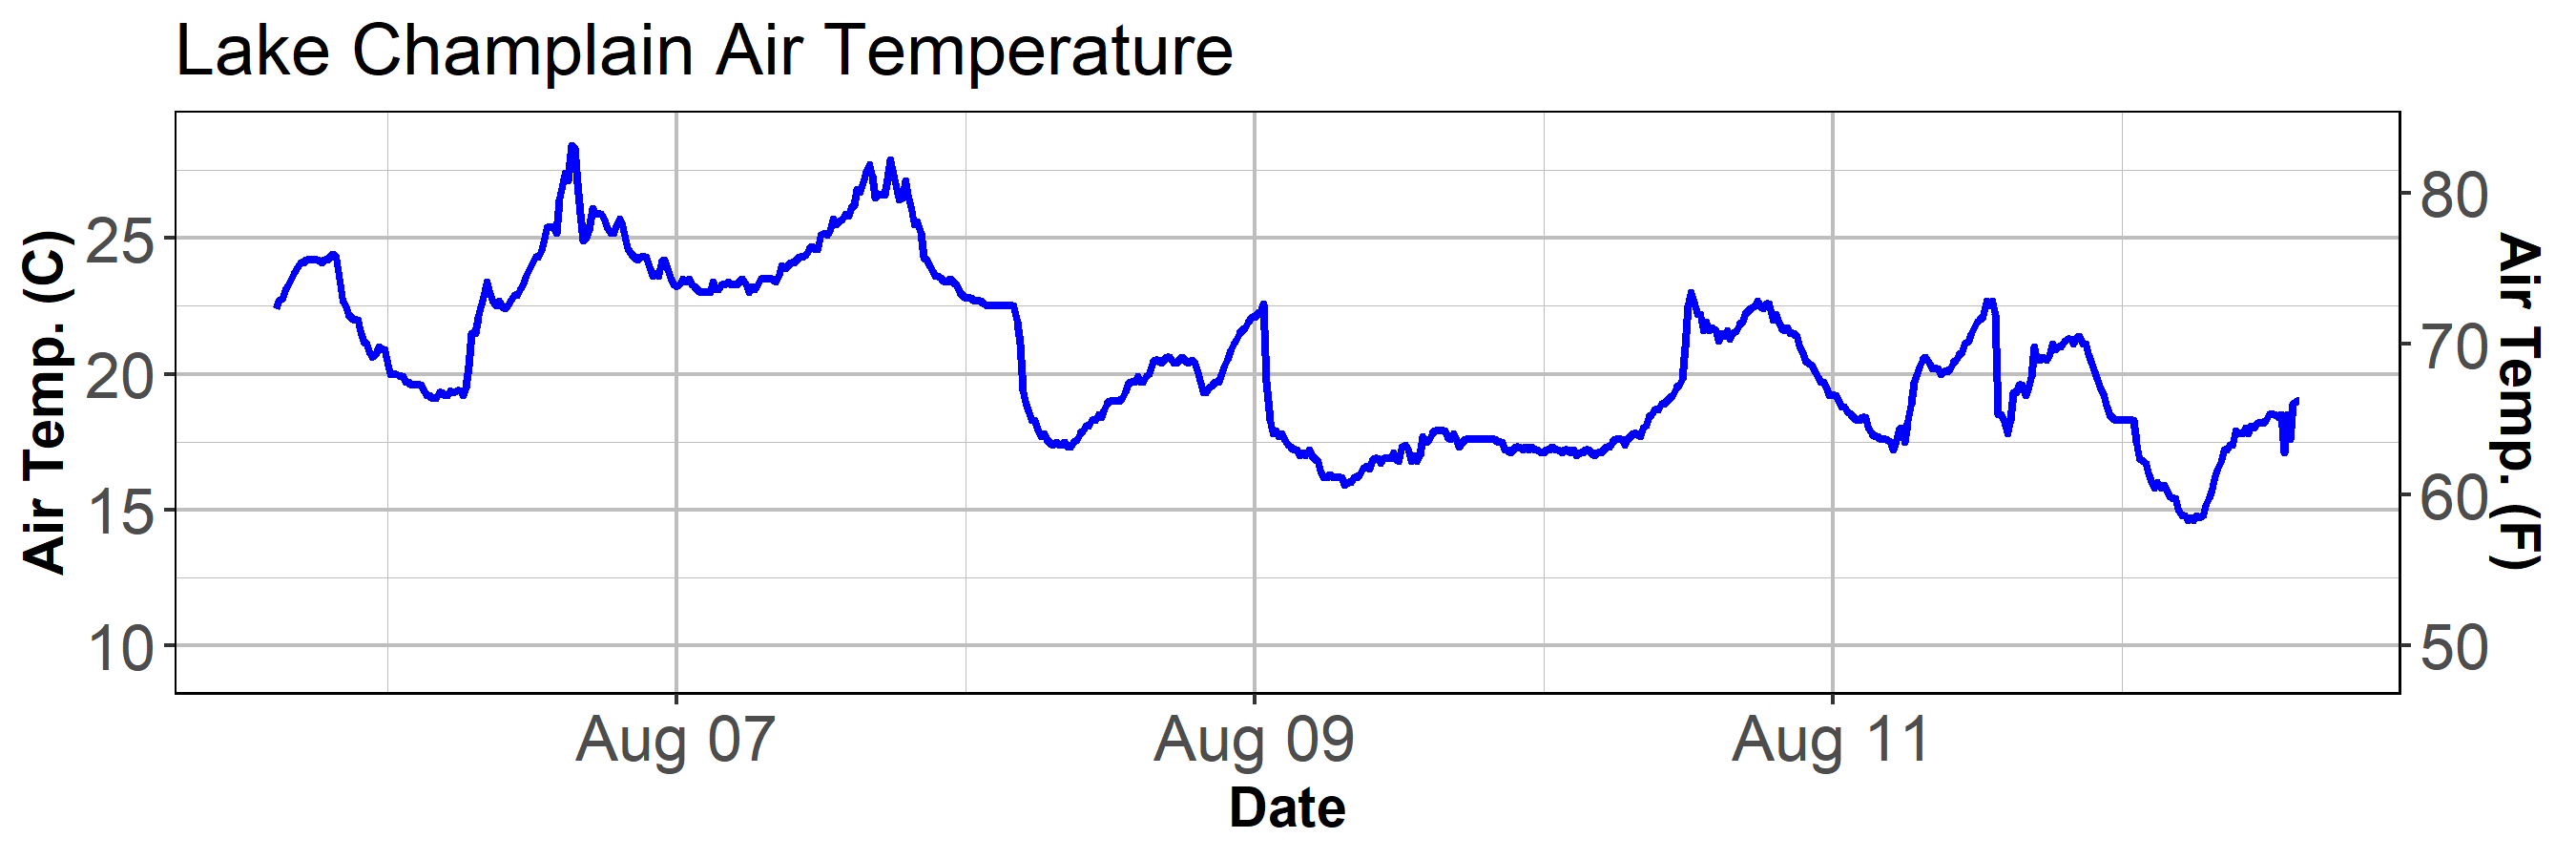 Lake Champlain Air Temperature
Air Temp. (C)
25
20
15
10
80
70
60
50
Air Temp. (F)
Aug 07
Aug 09
Aug 11
Date